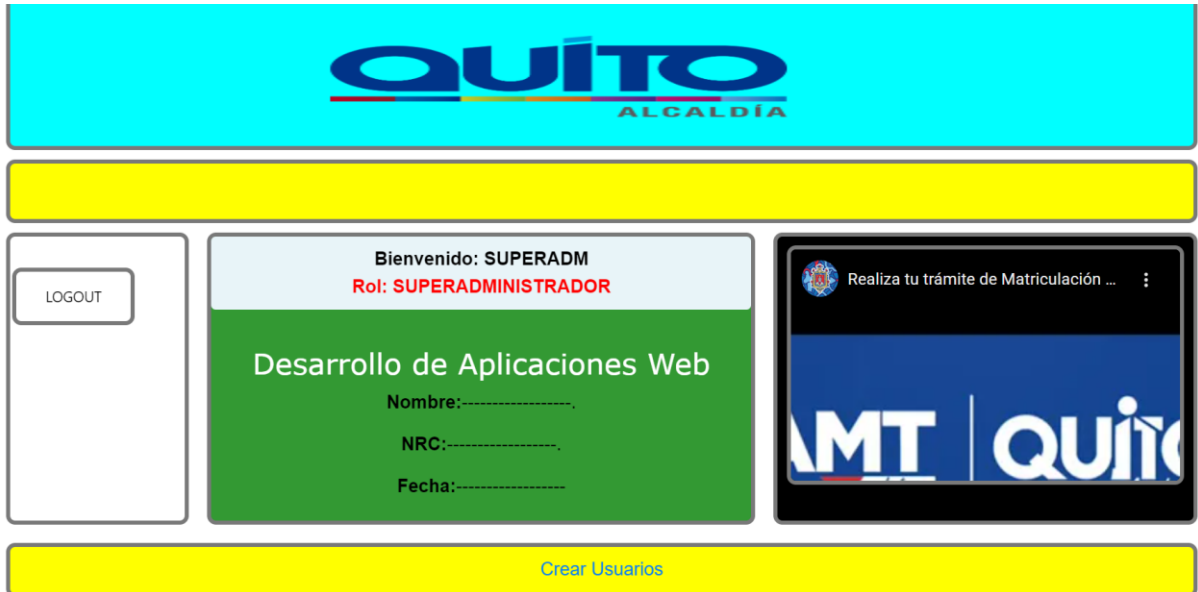 QUITO
ALCALDÍA
LOGOUT
Bienvenido: SUPERADM
Rol: SUPERADMINISTRADOR
Desarrollo de Aplicaciones Web
Nombre:------------------.
NRC:------------------.
Fecha:------------------
Realiza tu trámite de Matriculación ...
AMT | QUITO
Crear Usuarios